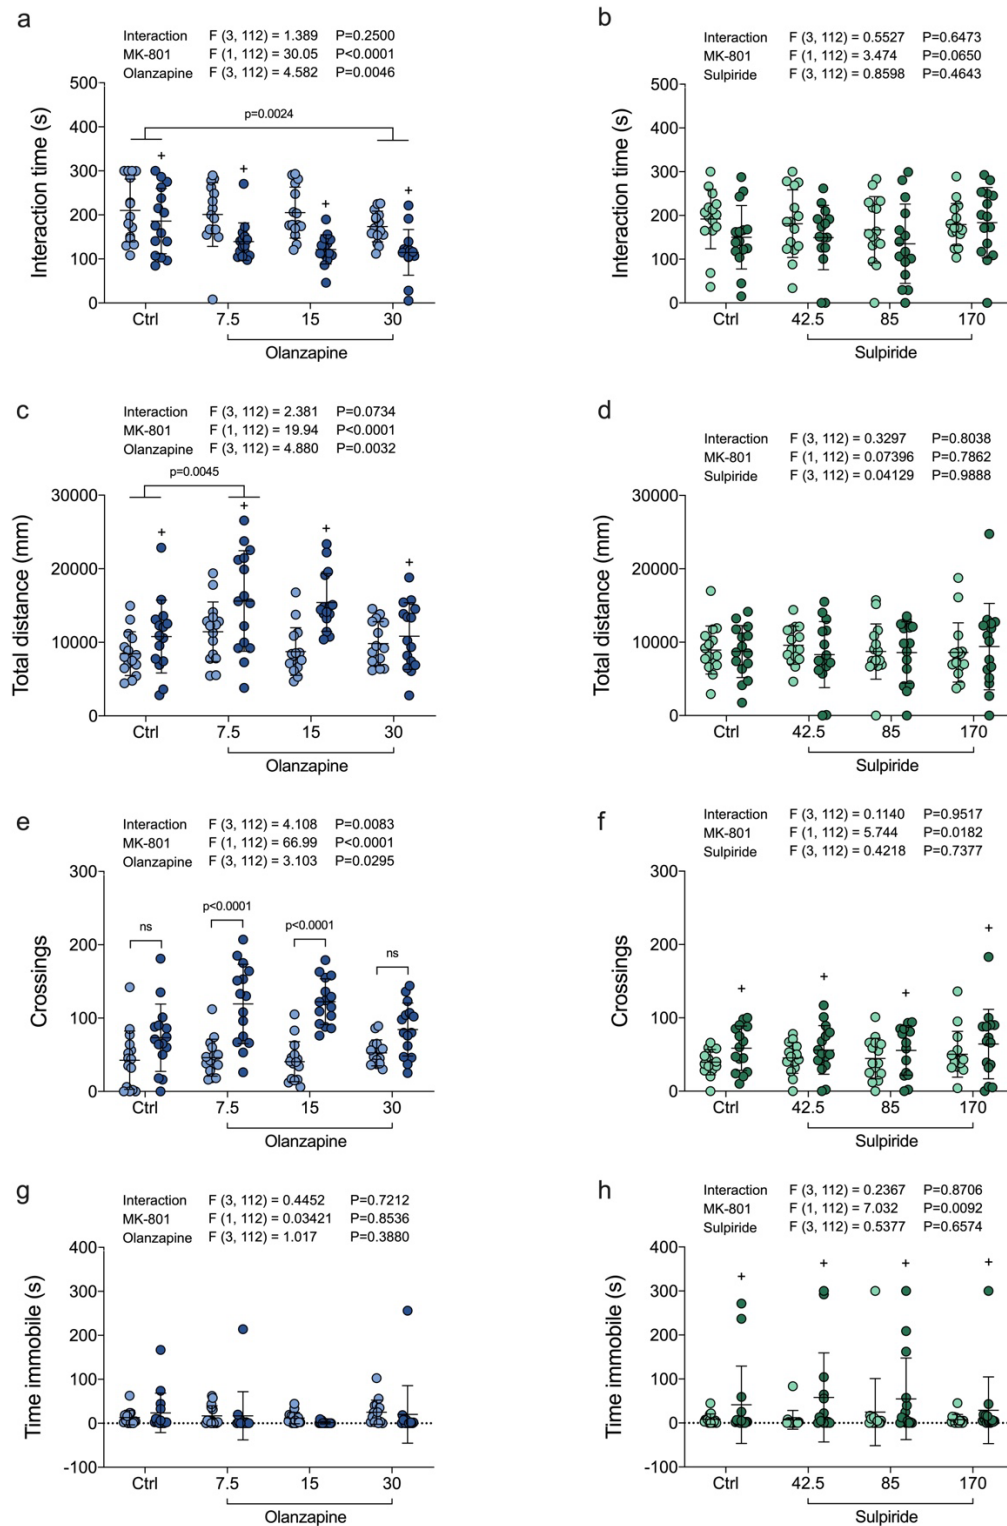 a
Interaction F (3, 112) = 1.389 P=0.2500
MK-801 F (1, 112) = 30.05 P<0.0001
Olanzapine F (3, 112) = 4.582 P=0.0046
Interaction time (s)
500
400
300
200
100
0
p=0.0024
+ + + +
Ctrl 7.5 15 30
Olanzapine
b
Interaction F (3, 112) = 0.5527 P=0.6473
MK-801 F (1, 112) = 3.474 P=0.0650
Sulpiride F (3, 112) = 0.8598 P=0.4643
Interaction time (s)
500
400
300
200
100
0
Ctrl 42.5 85 170
Sulpiride
c
Interaction F (3, 112) = 2.381 P=0.0734
MK-801 F (1, 112) = 19.94 P<0.0001
Olanzapine F (3, 112) = 4.880 P=0.0032
p=0.0045
Total distance (mm)
30000
20000
10000
0
+ + + +
Ctrl 7.5 15 30
Olanzapine
d
Interaction F (3, 112) = 0.3297 P=0.8038
MK-801 F (1, 112) = 0.07396 P=0.7862
Sulpiride F (3, 112) = 0.04129 P=0.9888
Total distance (mm)
30000
20000
10000
0
Ctrl 42.5 85 170
Sulpiride
e
Interaction F (3, 112) = 4.108 P=0.0083
MK-801 F (1, 112) = 66.99 P<0.0001
Olanzapine F (3, 112) = 3.103 P=0.0295
Crossings
300
200
100
0
ns p<0.0001 p<0.0001 ns
Ctrl 7.5 15 30
Olanzapine
f
Interaction F (3, 112) = 0.1140 P=0.9517
MK-801 F (1, 112) = 5.744 P=0.0182
Sulpiride F (3, 112) = 0.4218 P=0.7377
Crossings
300
200
100
0
+ + + +
Ctrl 42.5 85 170
Sulpiride
g
Interaction F (3, 112) = 0.4452 P=0.7212
MK-801 F (1, 112) = 0.03421 P=0.8536
Olanzapine F (3, 112) = 1.017 P=0.3880
Time immobile (s)
400
300
200
100
0
-100
Ctrl 7.5 15 30
Olanzapine
h
Interaction F (3, 112) = 0.2367 P=0.8706
MK-801 F (1, 112) = 7.032 P=0.0092
Sulpiride F (3, 112) = 0.5377 P=0.6574
Time immobile (s)
400
300
200
100
0
-100
+ + + +
Ctrl 42.5 85 170
Sulpiride